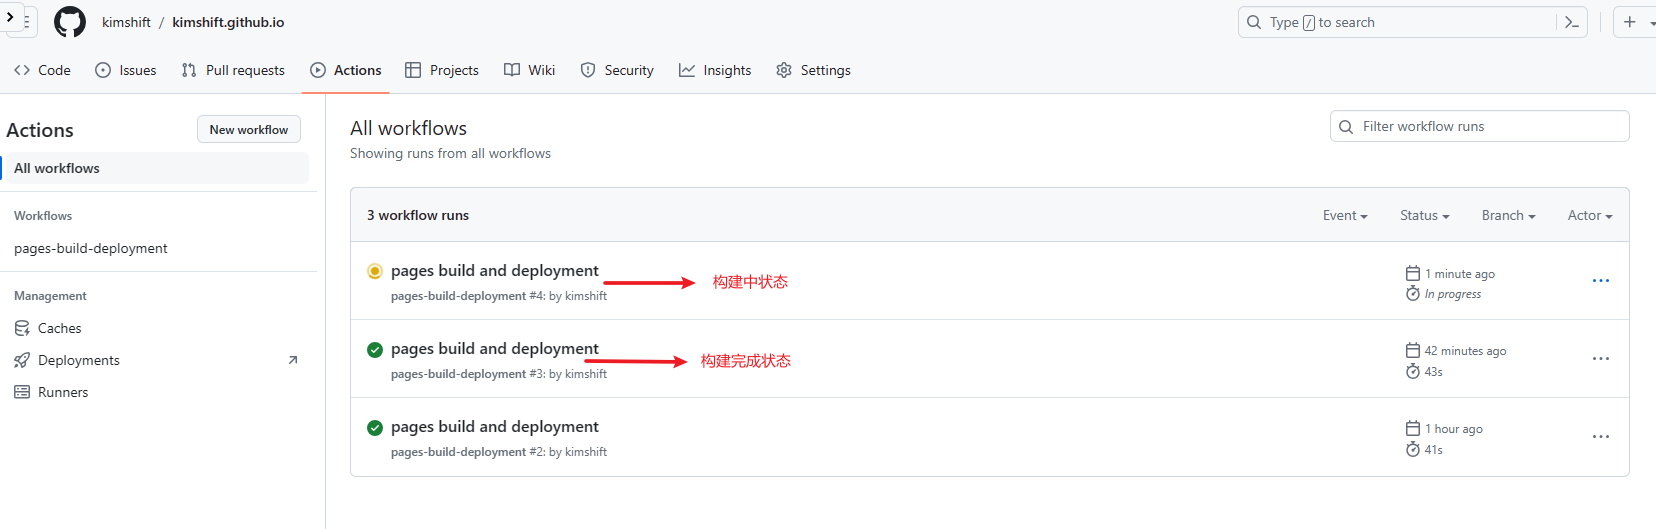 kimshift / kimshift.github.io
Type / to search
Code Issues Pull requests Actions Projects Wiki Security Insights Settings
Actions
New workflow
All workflows
Workflows
pages-build-deployment
Management
Caches
Deployments
Runners
All workflows
Showing runs from all workflows
Filter workflow runs
3 workflow runs
Event Status Branch Actor
pages build and deployment
构建中状态
1 minute ago
pages-build-deployment #4: by kimshift
In progress
pages build and deployment
构建完成状态
42 minutes ago
pages-build-deployment #3: by kimshift
43s
pages build and deployment
1 hour ago
pages-build-deployment #2: by kimshift
41s